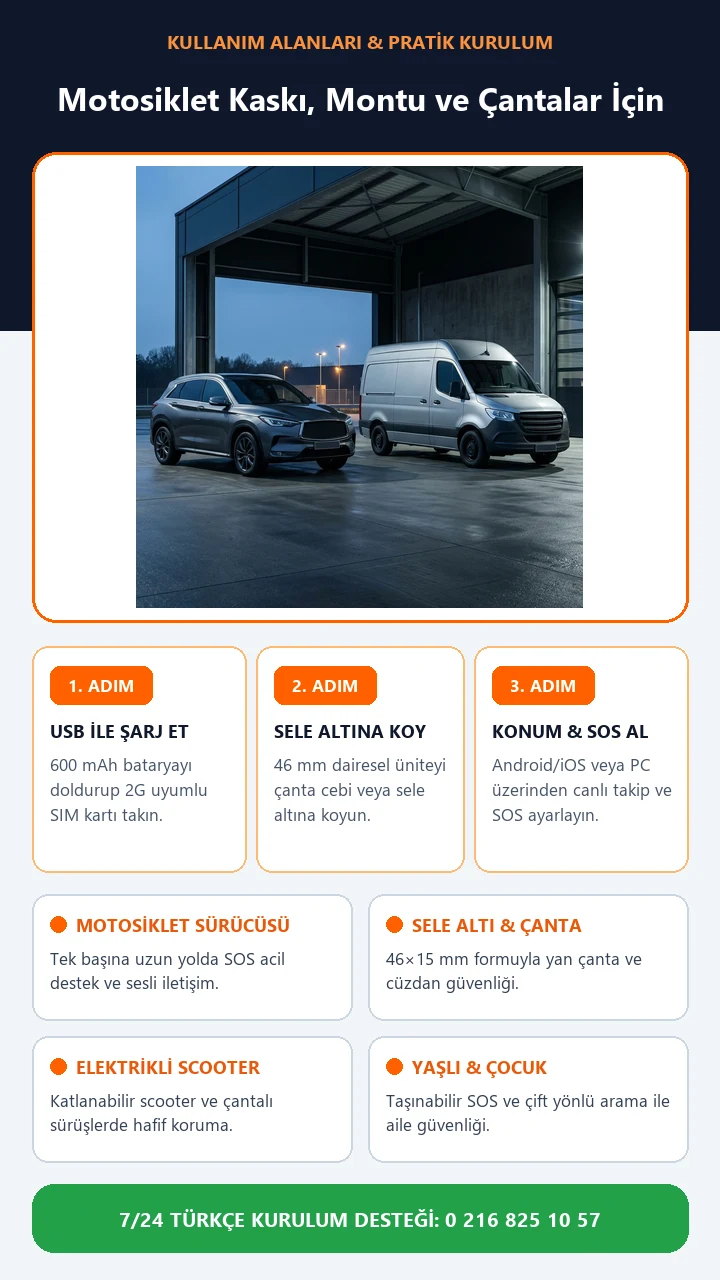 KULLANIM ALANLARI & PRATİK KURULUM
Motosiklet Kaskı, Montu ve Çantalar İçin
1. ADIM
USB İLE ŞARJ ET
600 mAh bataryayı
doldurup 2G uyumlu
SIM kartı takın.
2. ADIM
SELE ALTINA KOY
46 mm dairesel üniteyi
çanta cebi veya sele
altına koyun.
3. ADIM
KONUM & SOS AL
Android/iOS veya PC
üzerinden canlı takip ve
SOS ayarlayın.
MOTOSİKLET SÜRÜCÜSÜ
Tek başına uzun yolda SOS acil
destek ve sesli iletişim.
SELE ALTI & ÇANTA
46×15 mm formuyla yan çanta ve
cüzdan güvenliği.
ELEKTRİKLİ SCOOTER
Katlanabilir scooter ve çantalı
sürüşlerde hafif koruma.
YAŞLI & ÇOCUK
Taşınabilir SOS ve çift yönlü arama ile
aile güvenliği.
7/24 TÜRKÇE KURULUM DESTEĞİ: 0 216 825 10 57